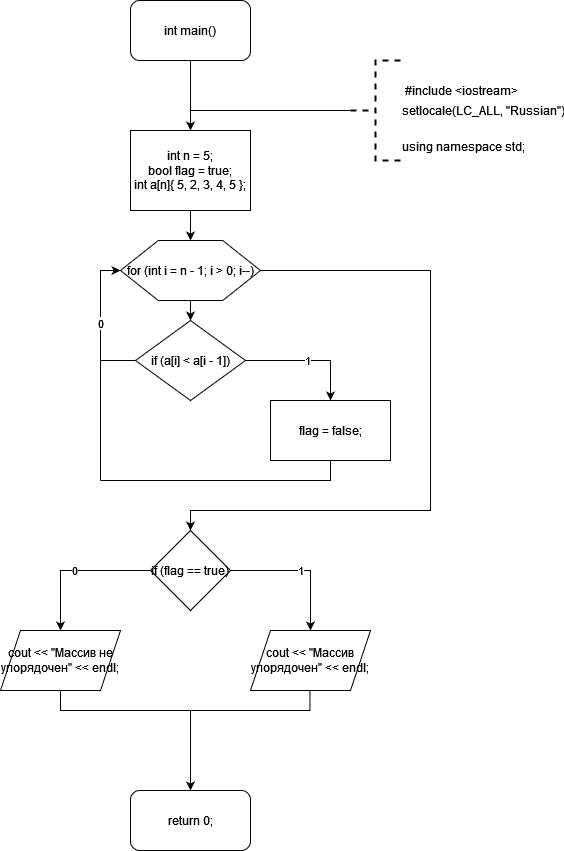 int main()
#include <iostream>
setlocale(LC_ALL, "Russian")
using namespace std;
int n = 5;
bool flag = true;
int a[n]{ 5, 2, 3, 4, 5 };
for (int i = n - 1; i > 0; i--)
0
if (a[i] < a[i - 1])
1
flag = false;
if (flag == true)
0
1
cout << "Массив не
упорядочен" << endl;
cout << "Массив
упорядочен" << endl;
return 0;